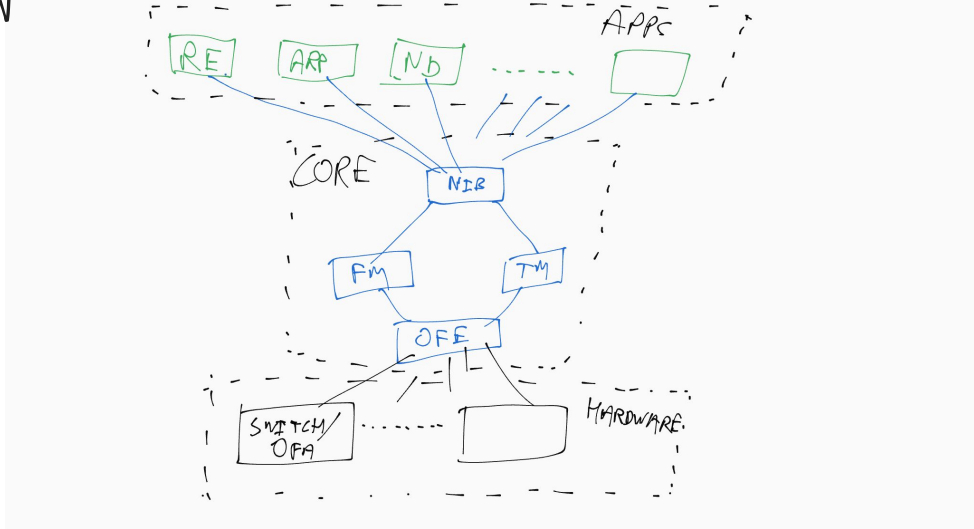 APPS
RE ARP ND .......
CORE
NIB
FM TM
OFE
SWITCH/
OFA
........
HARDWARE.